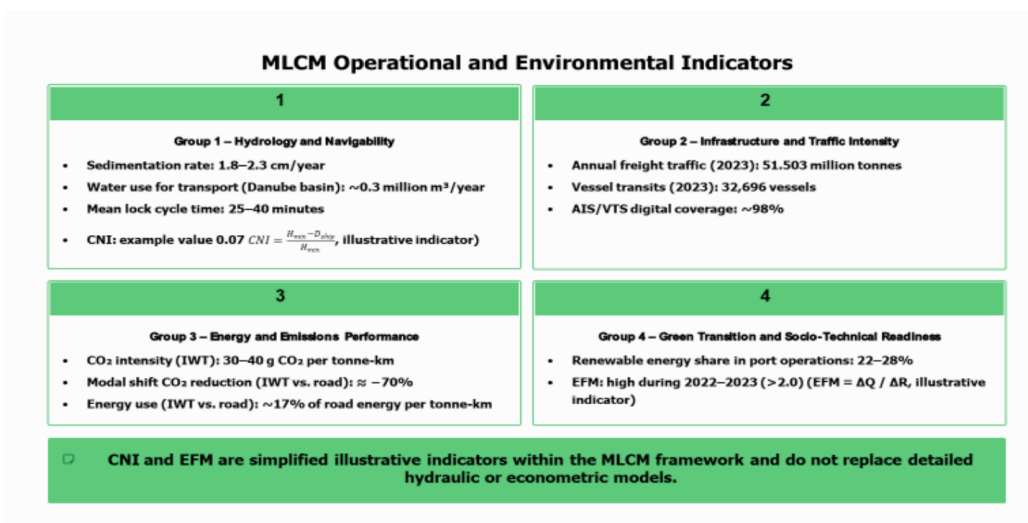 MLCM Operational and Environmental Indicators
1
Group 1 – Hydrology and Navigability
• Sedimentation rate: 1.8–2.3 cm/year
• Water use for transport (Danube basin): ~0.3 million m³/year
• Mean lock cycle time: 25–40 minutes
• CNI: example value 0.07 CNI = (H_min − D_ship) / H_min, illustrative indicator)
2
Group 2 – Infrastructure and Traffic Intensity
• Annual freight traffic (2023): 51.503 million tonnes
• Vessel transits (2023): 32,696 vessels
• AIS/VTS digital coverage: ~98%
3
Group 3 – Energy and Emissions Performance
• CO₂ intensity (IWT): 30–40 g CO₂ per tonne-km
• Modal shift CO₂ reduction (IWT vs. road): ≈ −70%
• Energy use (IWT vs. road): ~17% of road energy per tonne-km
4
Group 4 – Green Transition and Socio-Technical Readiness
• Renewable energy share in port operations: 22–28%
• EFM: high during 2022–2023 (>2.0) (EFM = ΔQ / ΔR, illustrative
indicator)
CNI and EFM are simplified illustrative indicators within the MLCM framework and do not replace detailed
hydraulic or econometric models.